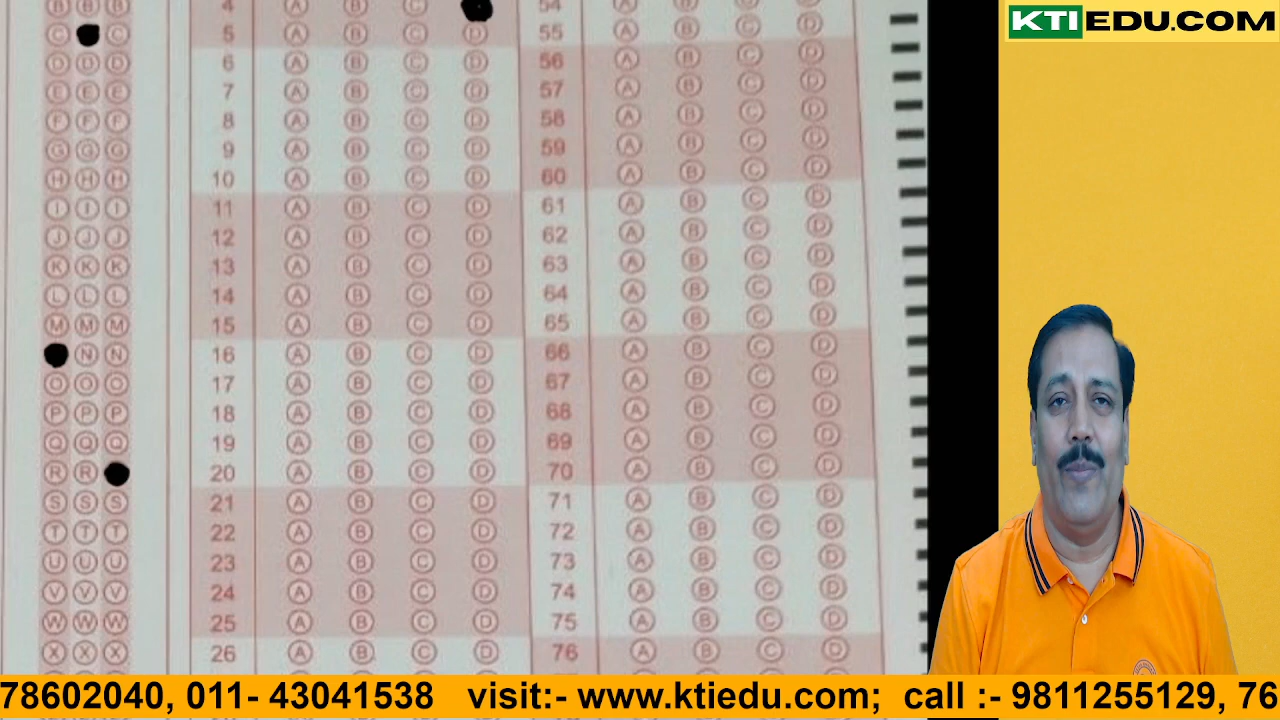 KTIEDU.COM
B B B 4 A B C 54 A B C D
C C 5 A B C D 55 A B C D
D D D 6 A B C D 56 A B C D
E E E 7 A B C D 57 A B C D
F F F 8 A B C D 58 A B C D
G G G 9 A B C D 59 A B C D
H H H 10 A B C D 60 A B C D
I I I 11 A B C D 61 A B C D
J J J 12 A B C D 62 A B C D
K K K 13 A B C D 63 A B C D
L L L 14 A B C D 64 A B C D
M M M 15 A B C D 65 A B C D
N N 16 A B C D 66 A B C D
O O O 17 A B C D 67 A B C D
P P P 18 A B C D 68 A B C D
Q Q Q 19 A B C D 69 A B C D
R R 20 A B C D 70 A B C D
S S S 21 A B C D 71 A B C D
T T T 22 A B C D 72 A B C D
U U U 23 A B C D 73 A B C D
V V V 24 A B C D 74 A B C D
W W W 25 A B C D 75 A B C D
X X X 26 A B C D 76 A B C D
78602040, 011- 43041538 visit:- www.ktiedu.com; call :- 9811255129, 76